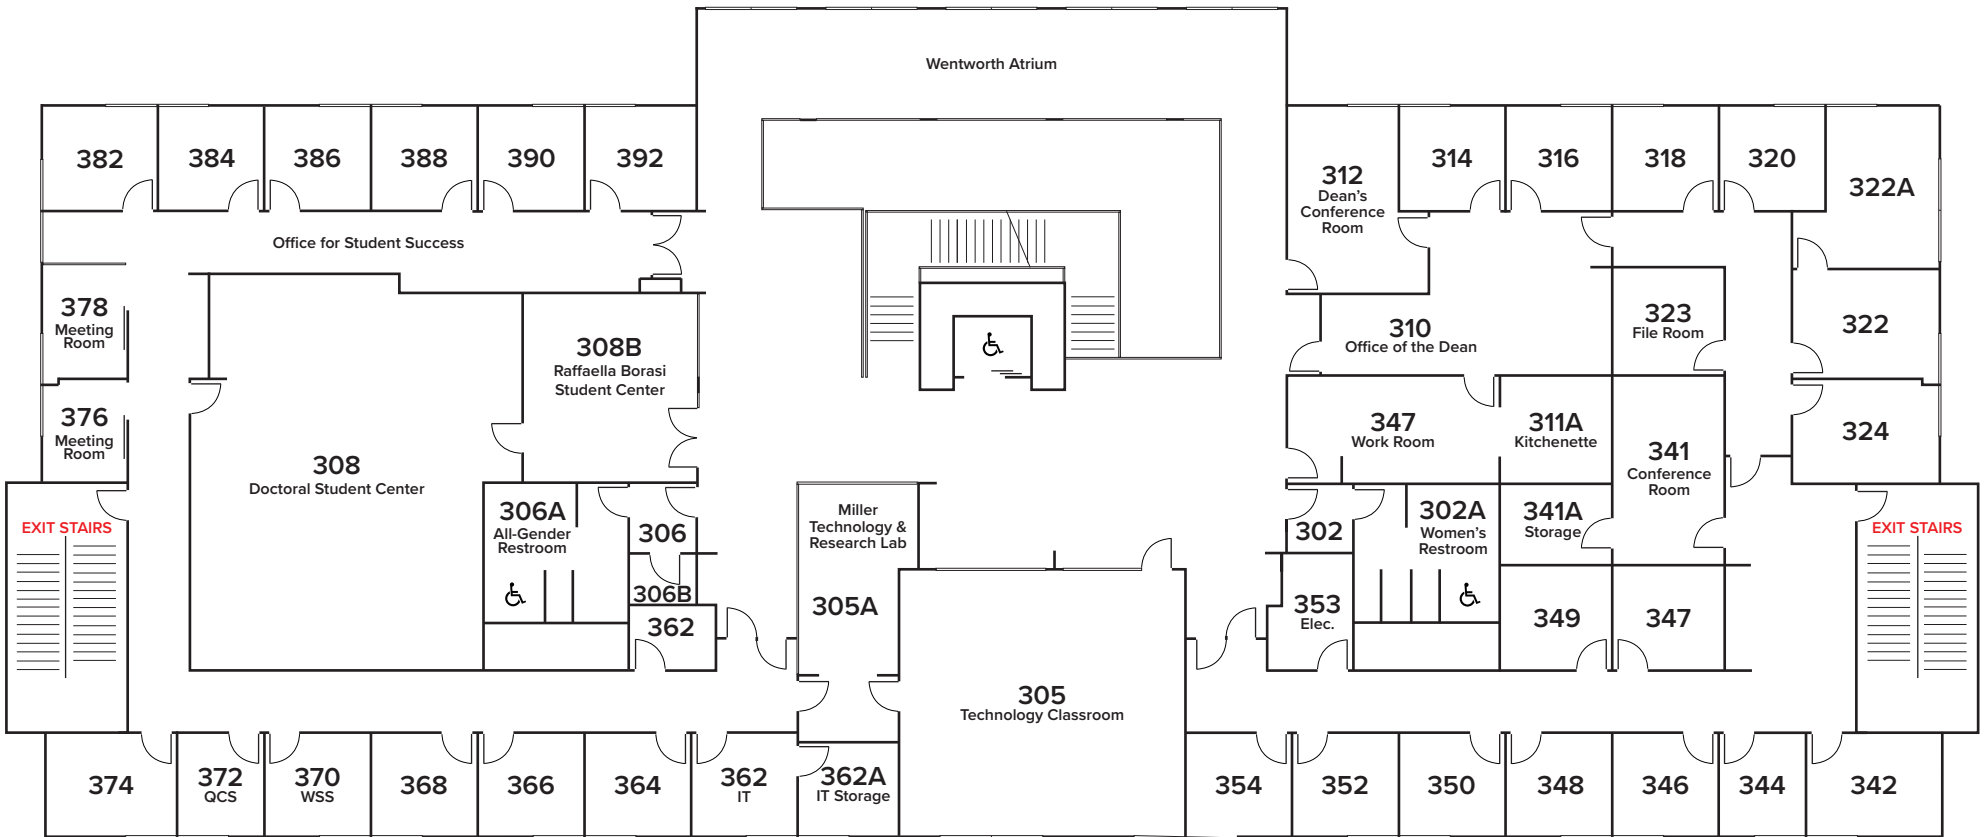 Wentworth Atrium
382
384
386
388
390
392
312
Dean's
Conference
Room
314
316
318
320
322A
Office for Student Success
378
Meeting
Room
376
Meeting
Room
308B
Raffaella Borasi
Student Center
310
Office of the Dean
323
File Room
322
324
347
Work Room
311A
Kitchenette
341
Conference
Room
308
Doctoral Student Center
306A
All-Gender
Restroom
306
306B
362
Miller
Technology &
Research Lab
305A
302
302A
Women's
Restroom
341A
Storage
353
Elec.
349
347
EXIT STAIRS
EXIT STAIRS
305
Technology Classroom
374
372
QCS
370
WSS
368
366
364
362
IT
362A
IT Storage
354
352
350
348
346
344
342